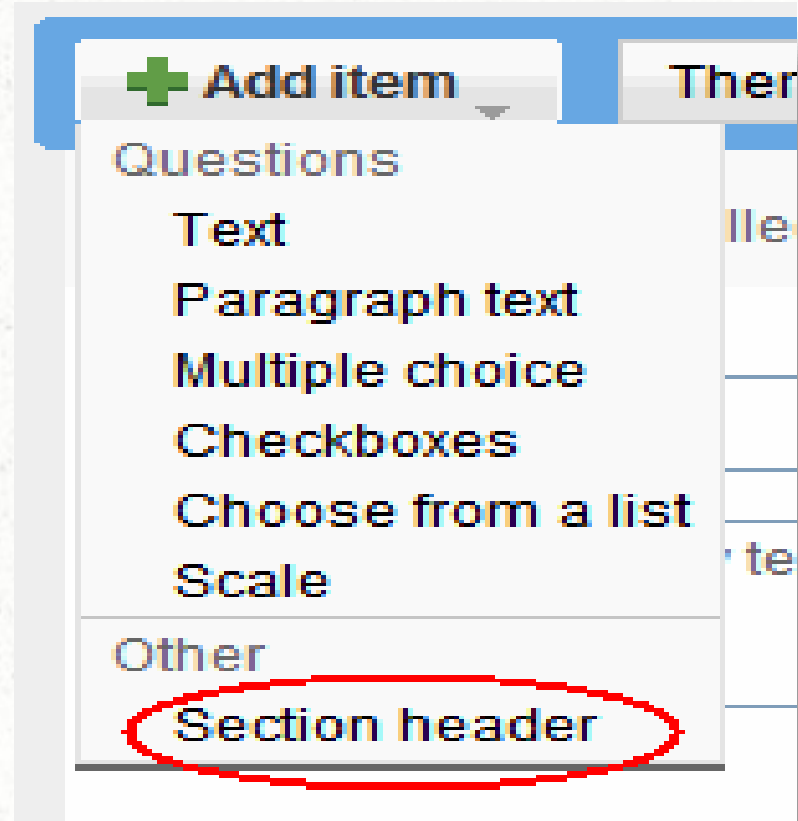 Add item
Questions
Text
Paragraph text
Multiple choice
Checkboxes
Choose from a list
Scale
Other
Section header